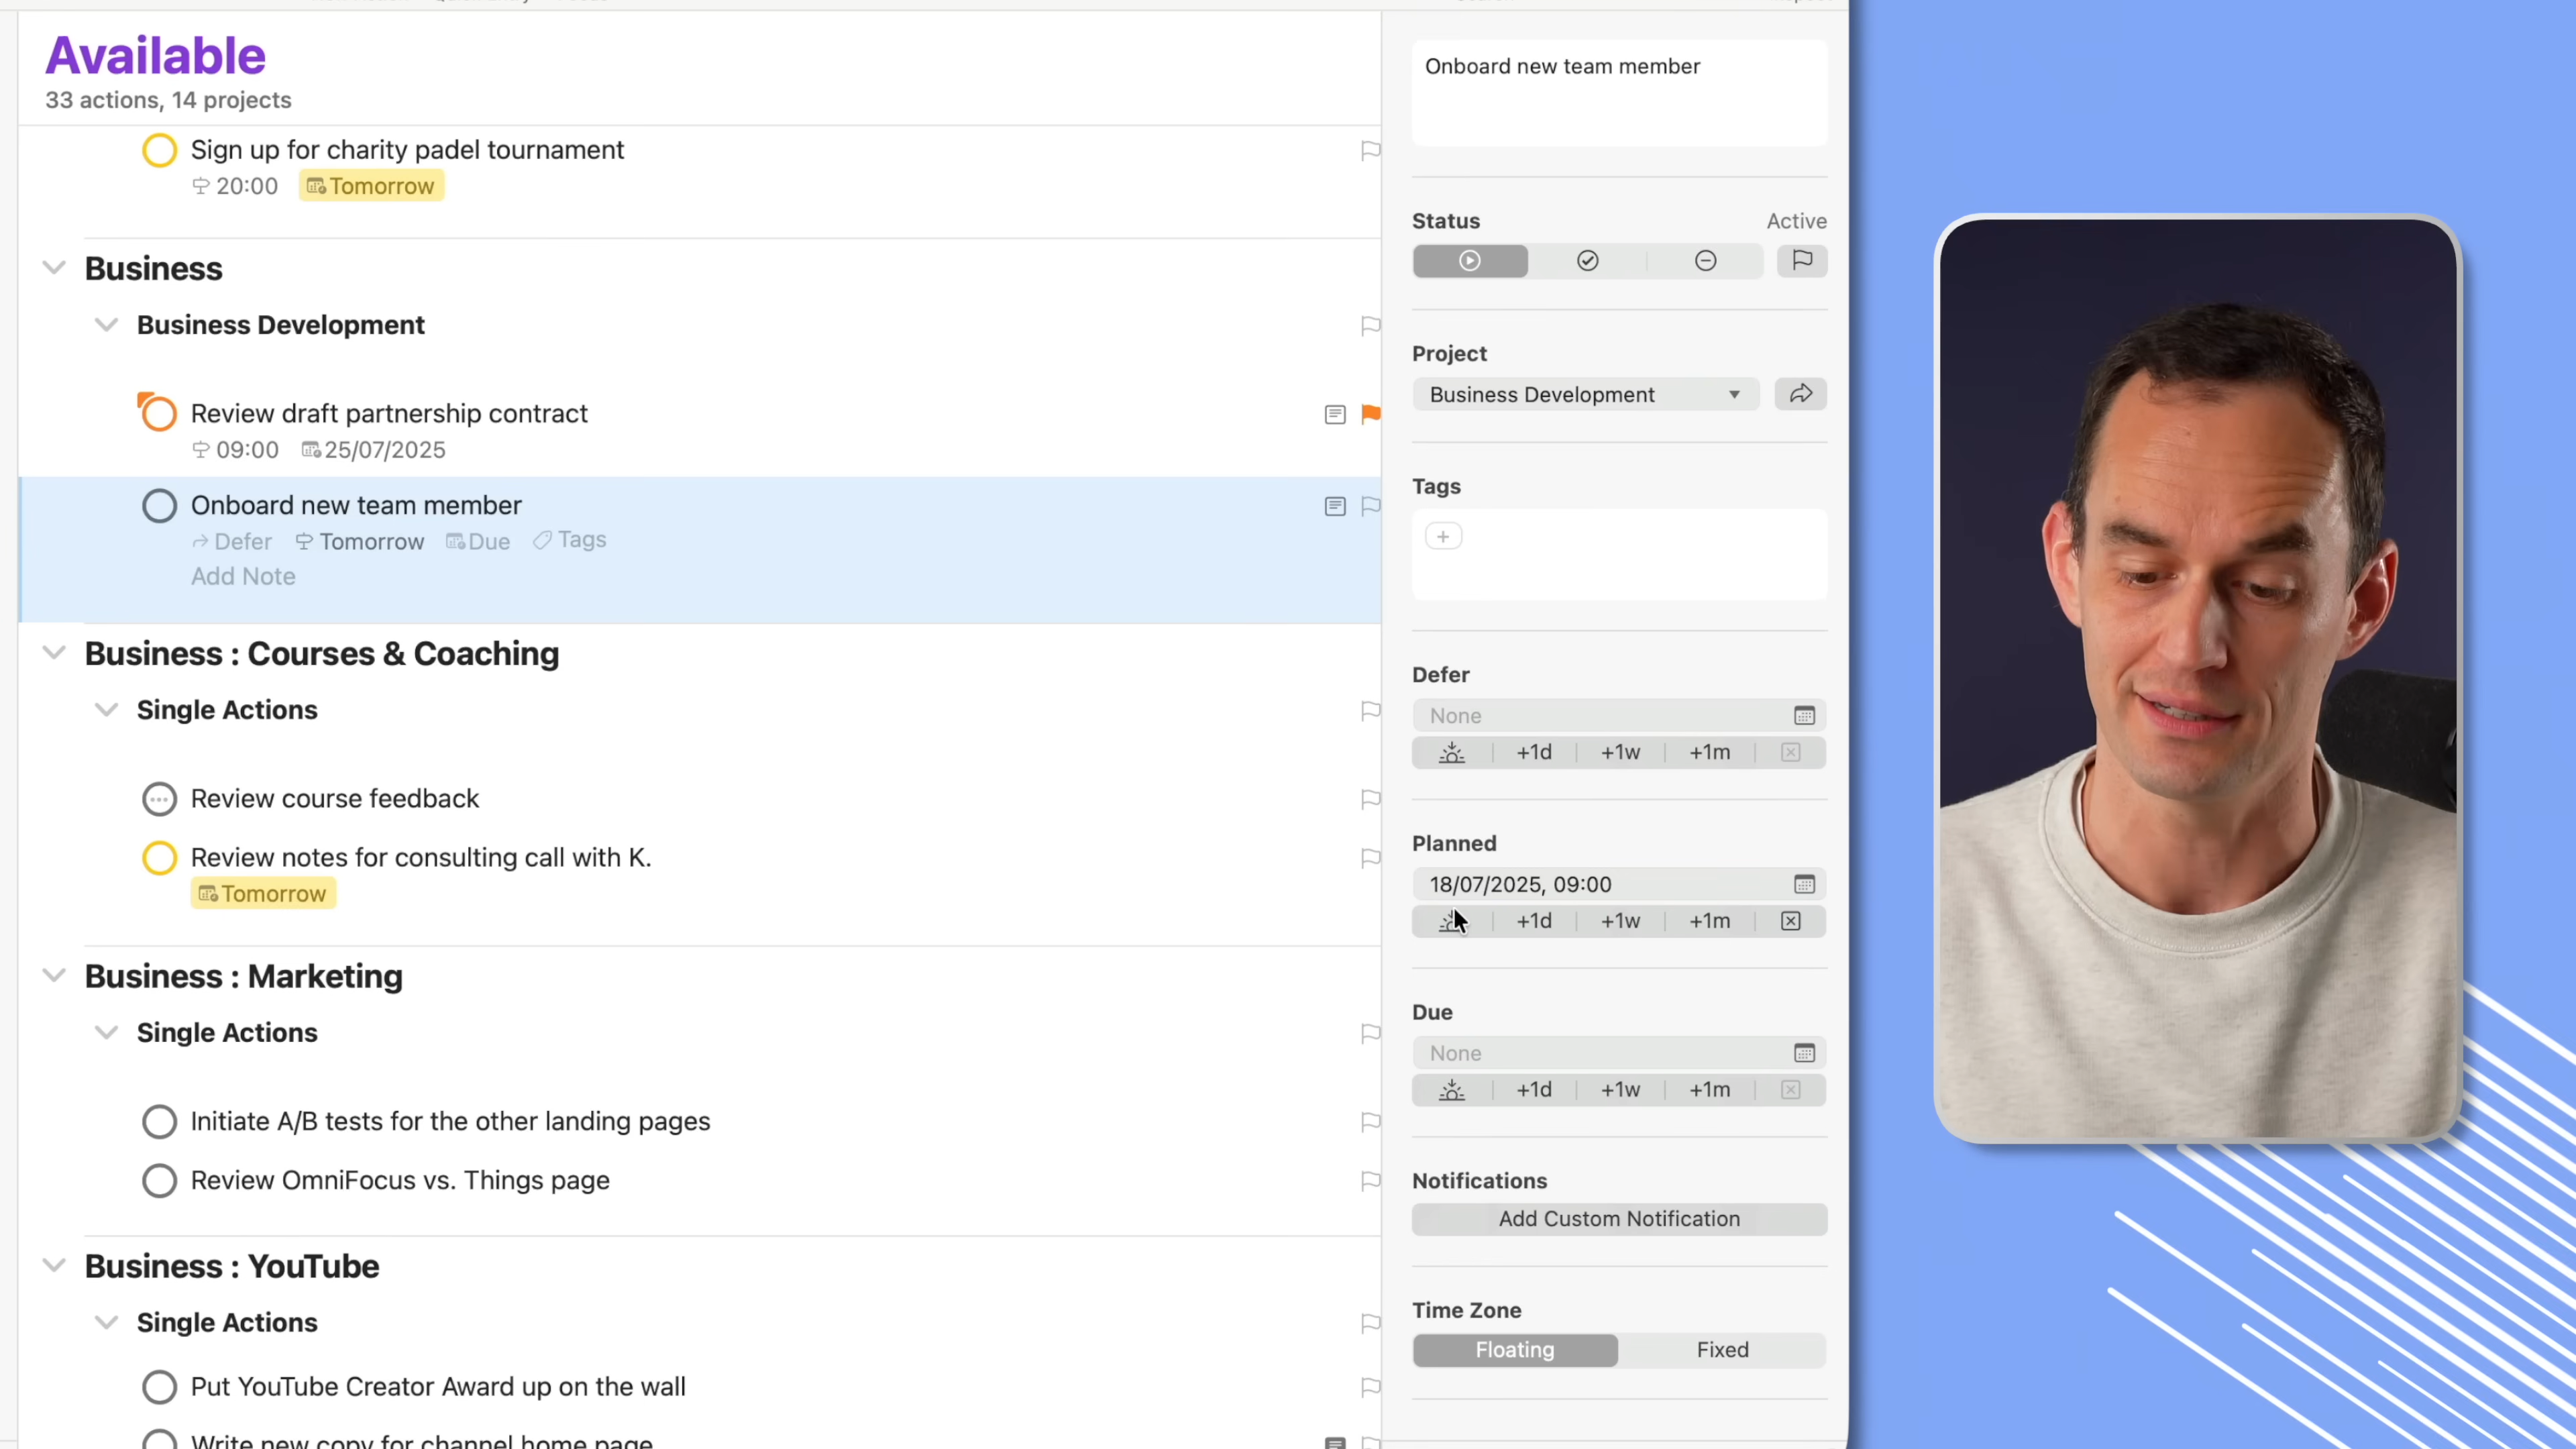 Available
33 actions, 14 projects
Sign up for charity padel tournament
20:00 Tomorrow
Business
Business Development
Review draft partnership contract
09:00 25/07/2025
Onboard new team member
Defer Tomorrow Due Tags
Add Note
Business : Courses & Coaching
Single Actions
Review course feedback
Review notes for consulting call with K.
Tomorrow
Business : Marketing
Single Actions
Initiate A/B tests for the other landing pages
Review OmniFocus vs. Things page
Business : YouTube
Single Actions
Put YouTube Creator Award up on the wall
Write new copy for channel home page
Onboard new team member
Status Active
Project
Business Development
Tags
Defer
None
+1d +1w +1m
Planned
18/07/2025, 09:00
+1d +1w +1m
Due
None
+1d +1w +1m
Notifications
Add Custom Notification
Time Zone
Floating Fixed